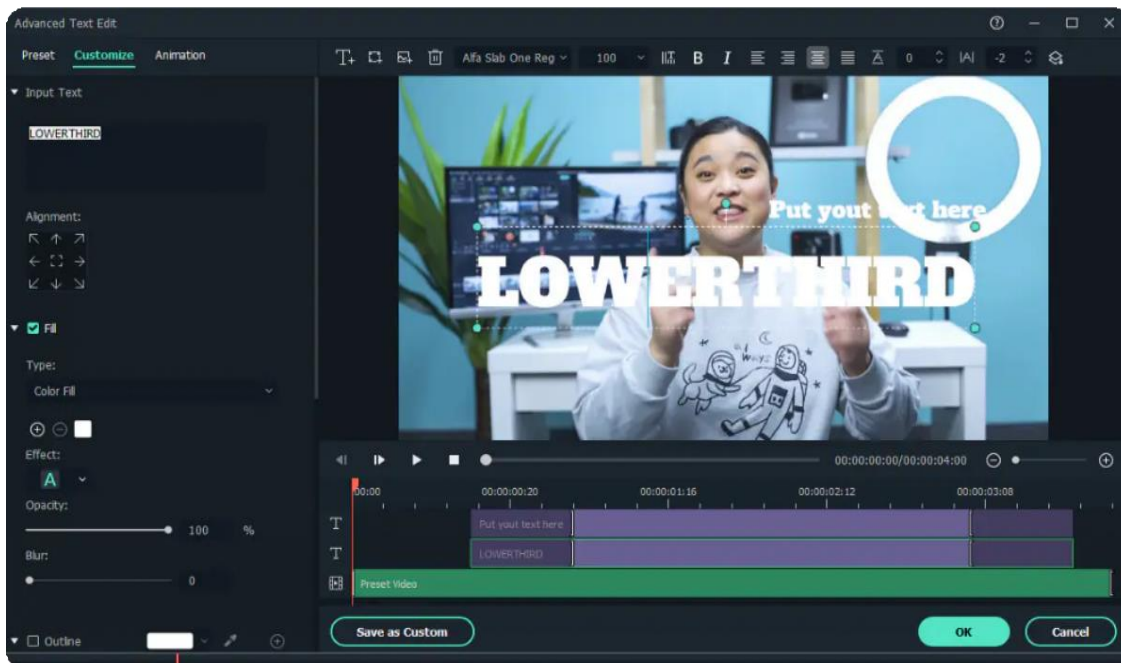 Advanced Text Edit
Preset Customize Animation
Alfa Slab One Reg 100 B I 0 -2
Input Text
LOWERTHIRD
Alignment:
Fill
Type:
Color Fill
Effect:
A
Opacity:
100 %
Blur:
0
Outline
Put yout text here
LOWERTHIRD
always
00:00:00:00/00:00:04:00
00:00 00:00:00:20 00:00:01:16 00:00:02:12 00:00:03:08
T Put yout text here
T LOWERTHIRD
Preset Video
Save as Custom OK Cancel